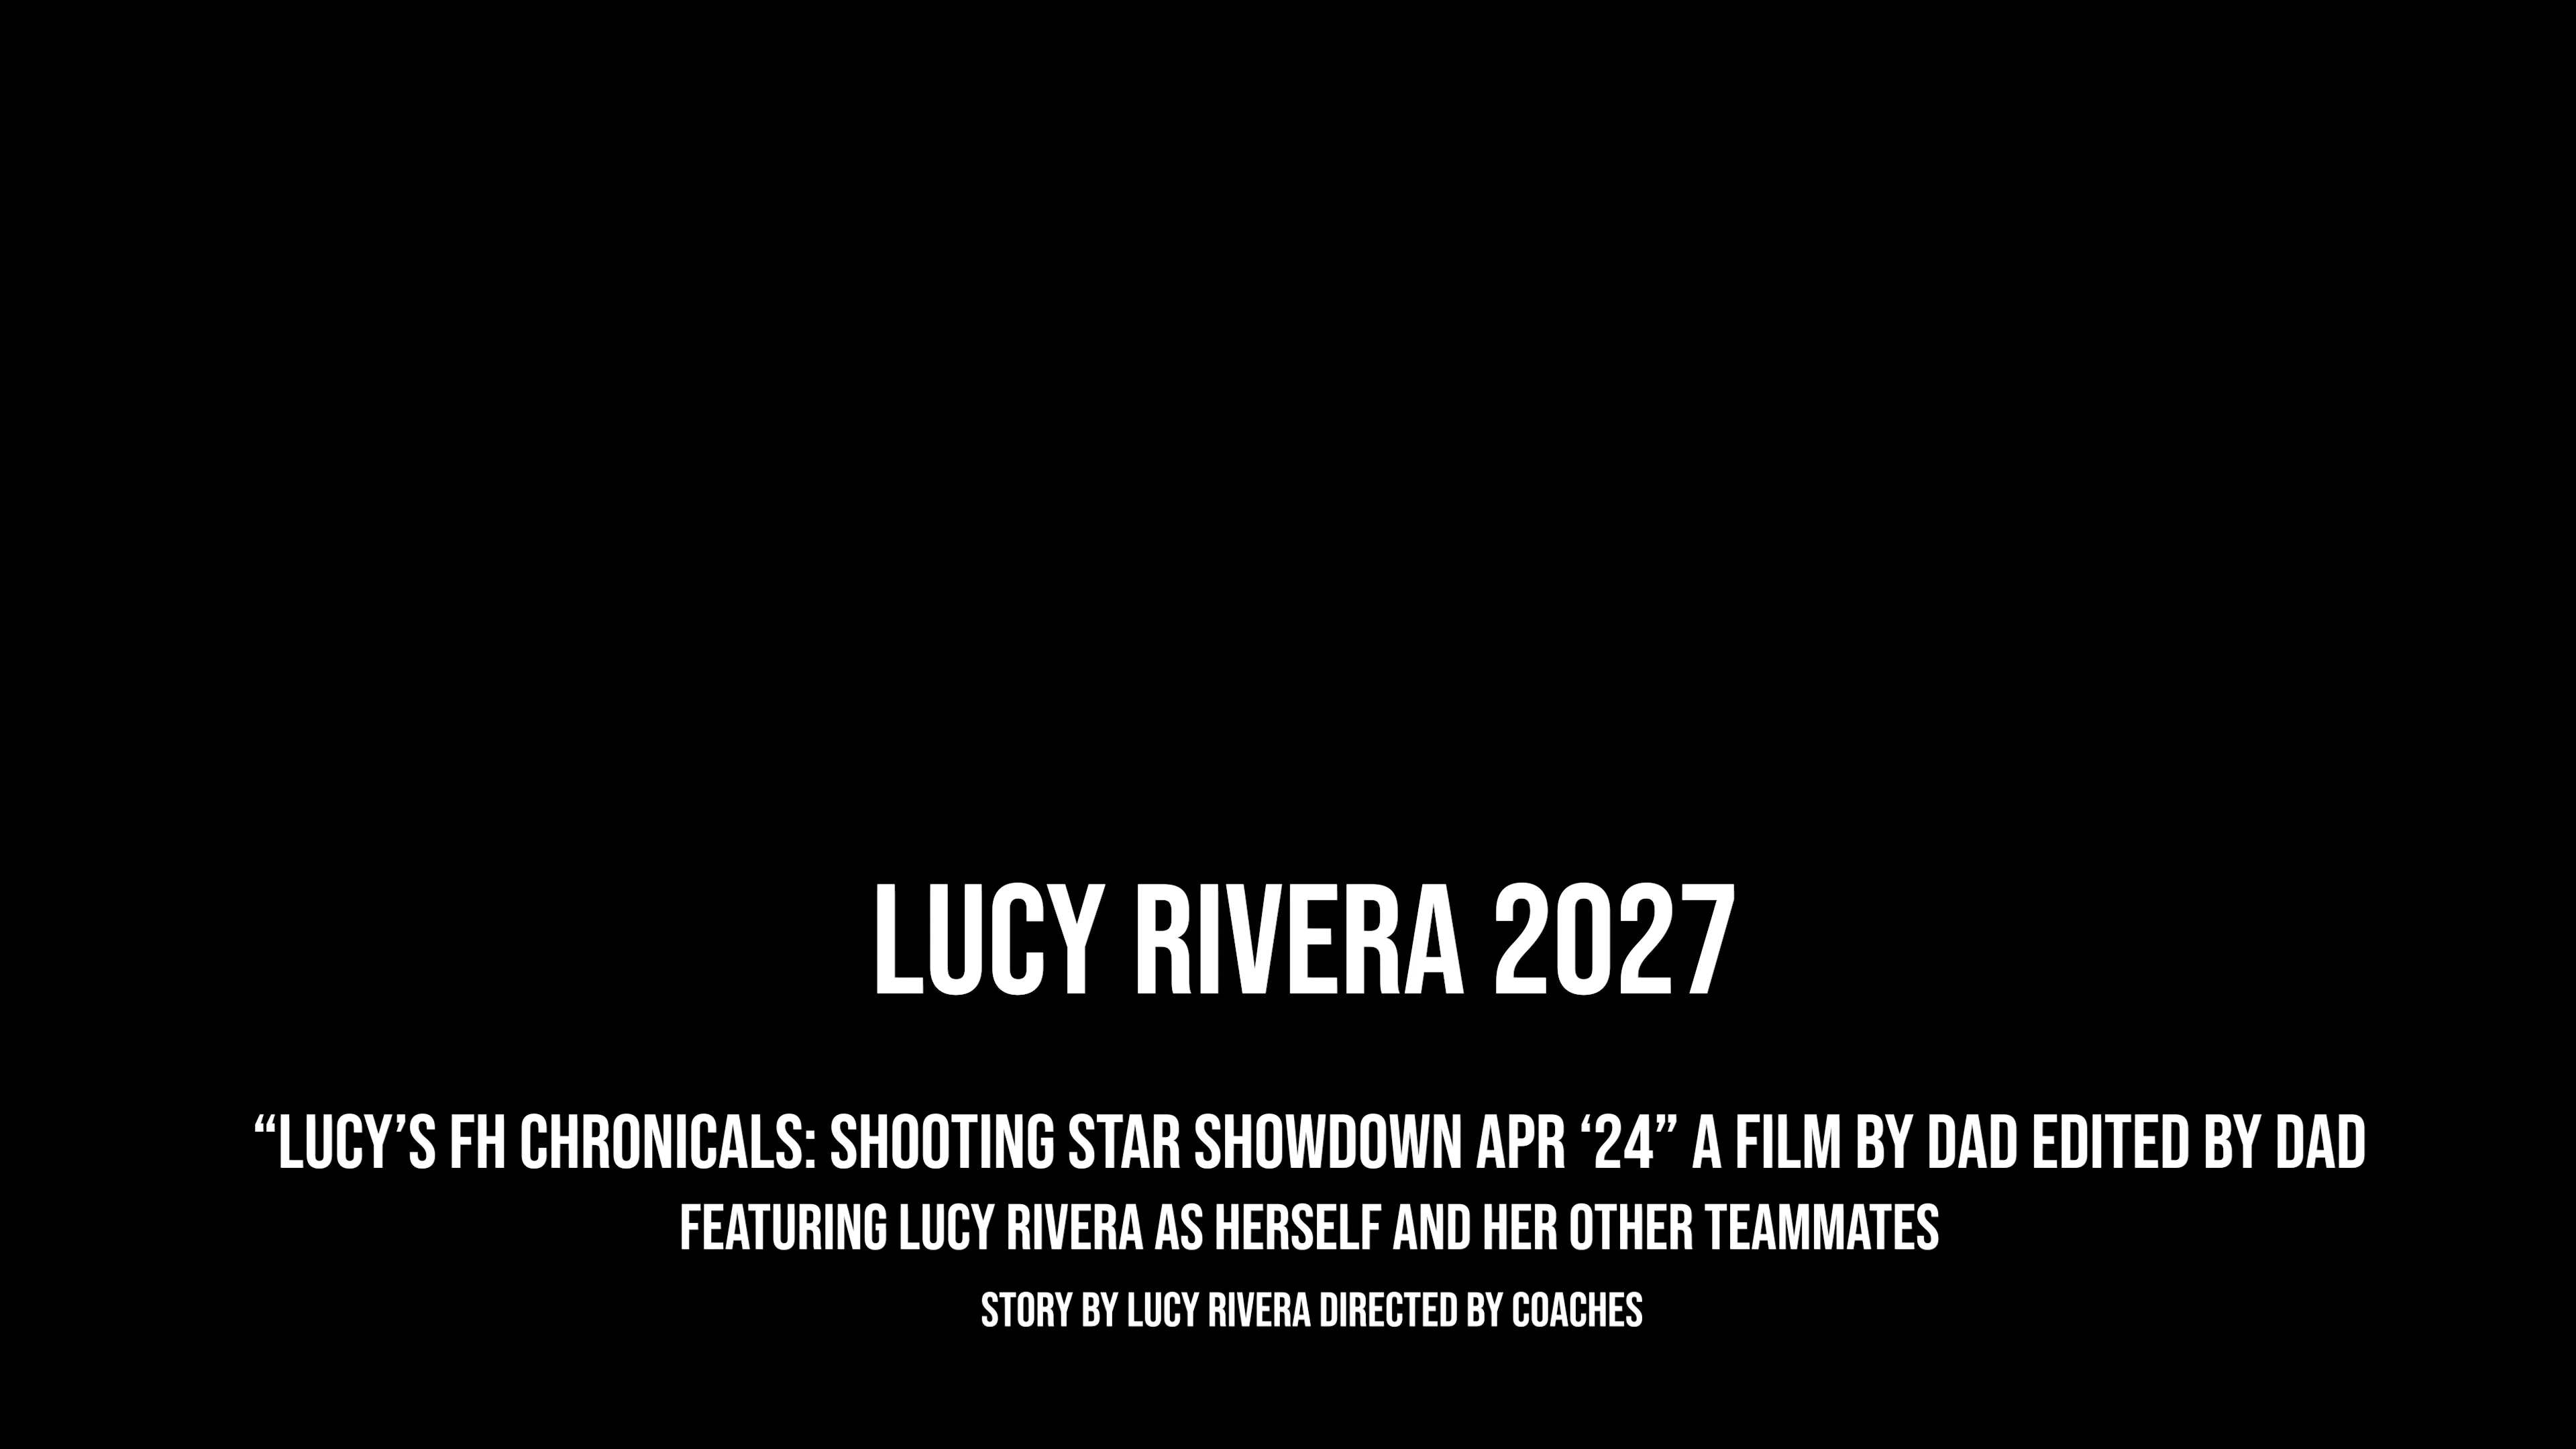 LUCY RIVERA 2027
“LUCY’S FH CHRONICALS: SHOOTING STAR SHOWDOWN APR ‘24” A FILM BY DAD EDITED BY DAD
FEATURING LUCY RIVERA AS HERSELF AND HER OTHER TEAMMATES
STORY BY LUCY RIVERA DIRECTED BY COACHES